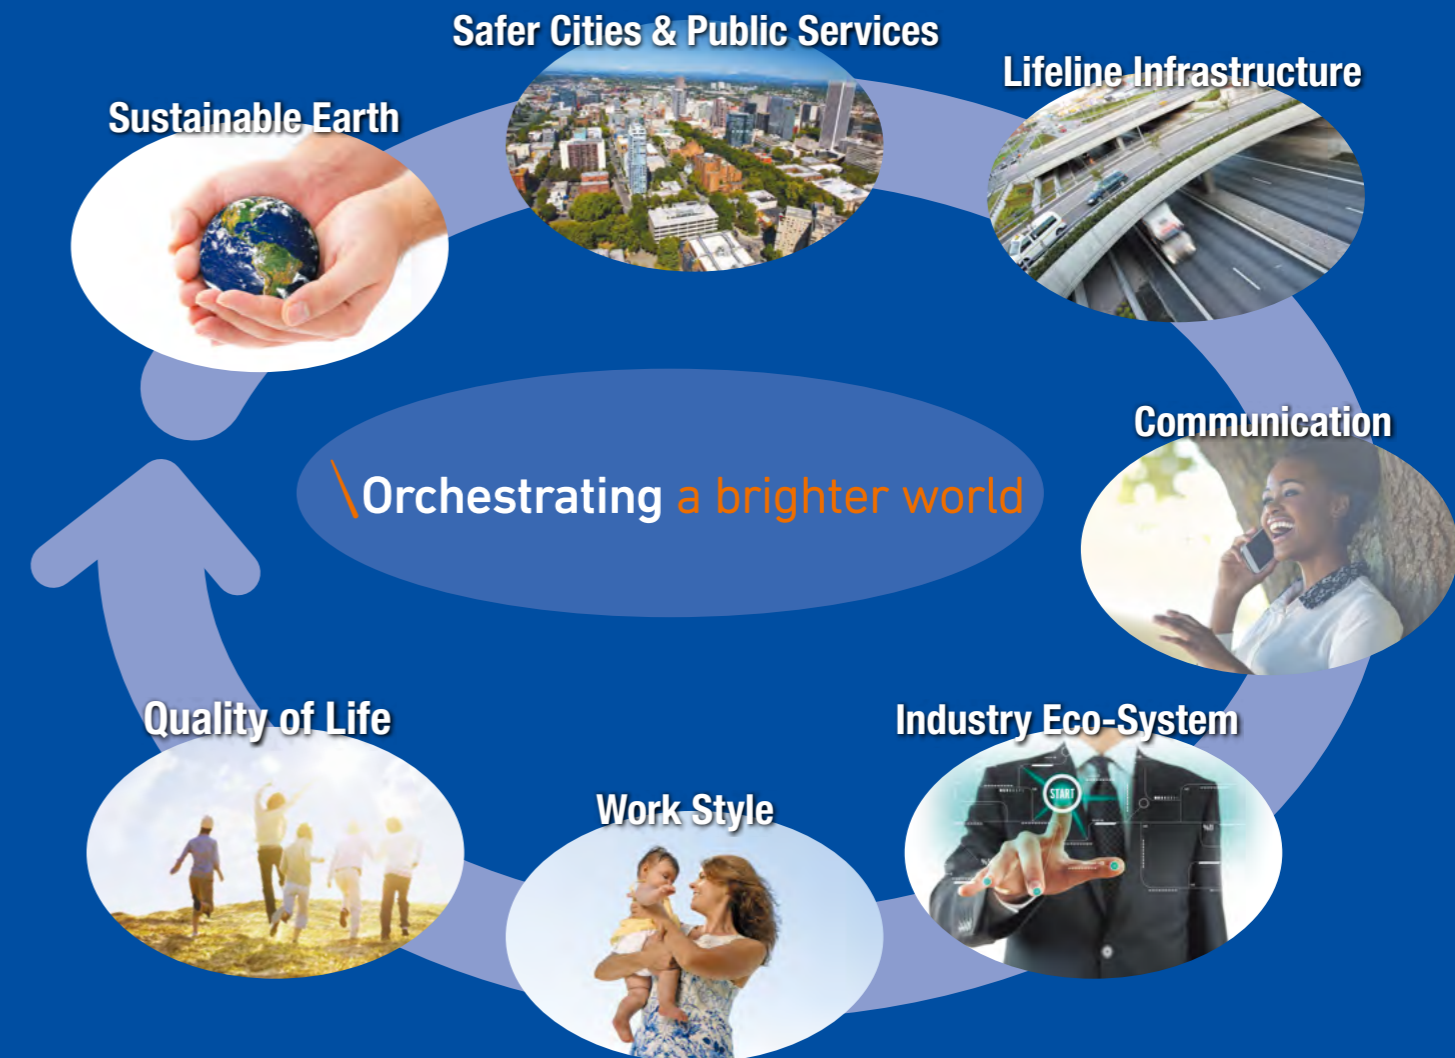 Safer Cities & Public Services
Lifeline Infrastructure
Sustainable Earth
Communication
\Orchestrating a brighter world
Quality of Life
Industry Eco-System
START
Work Style